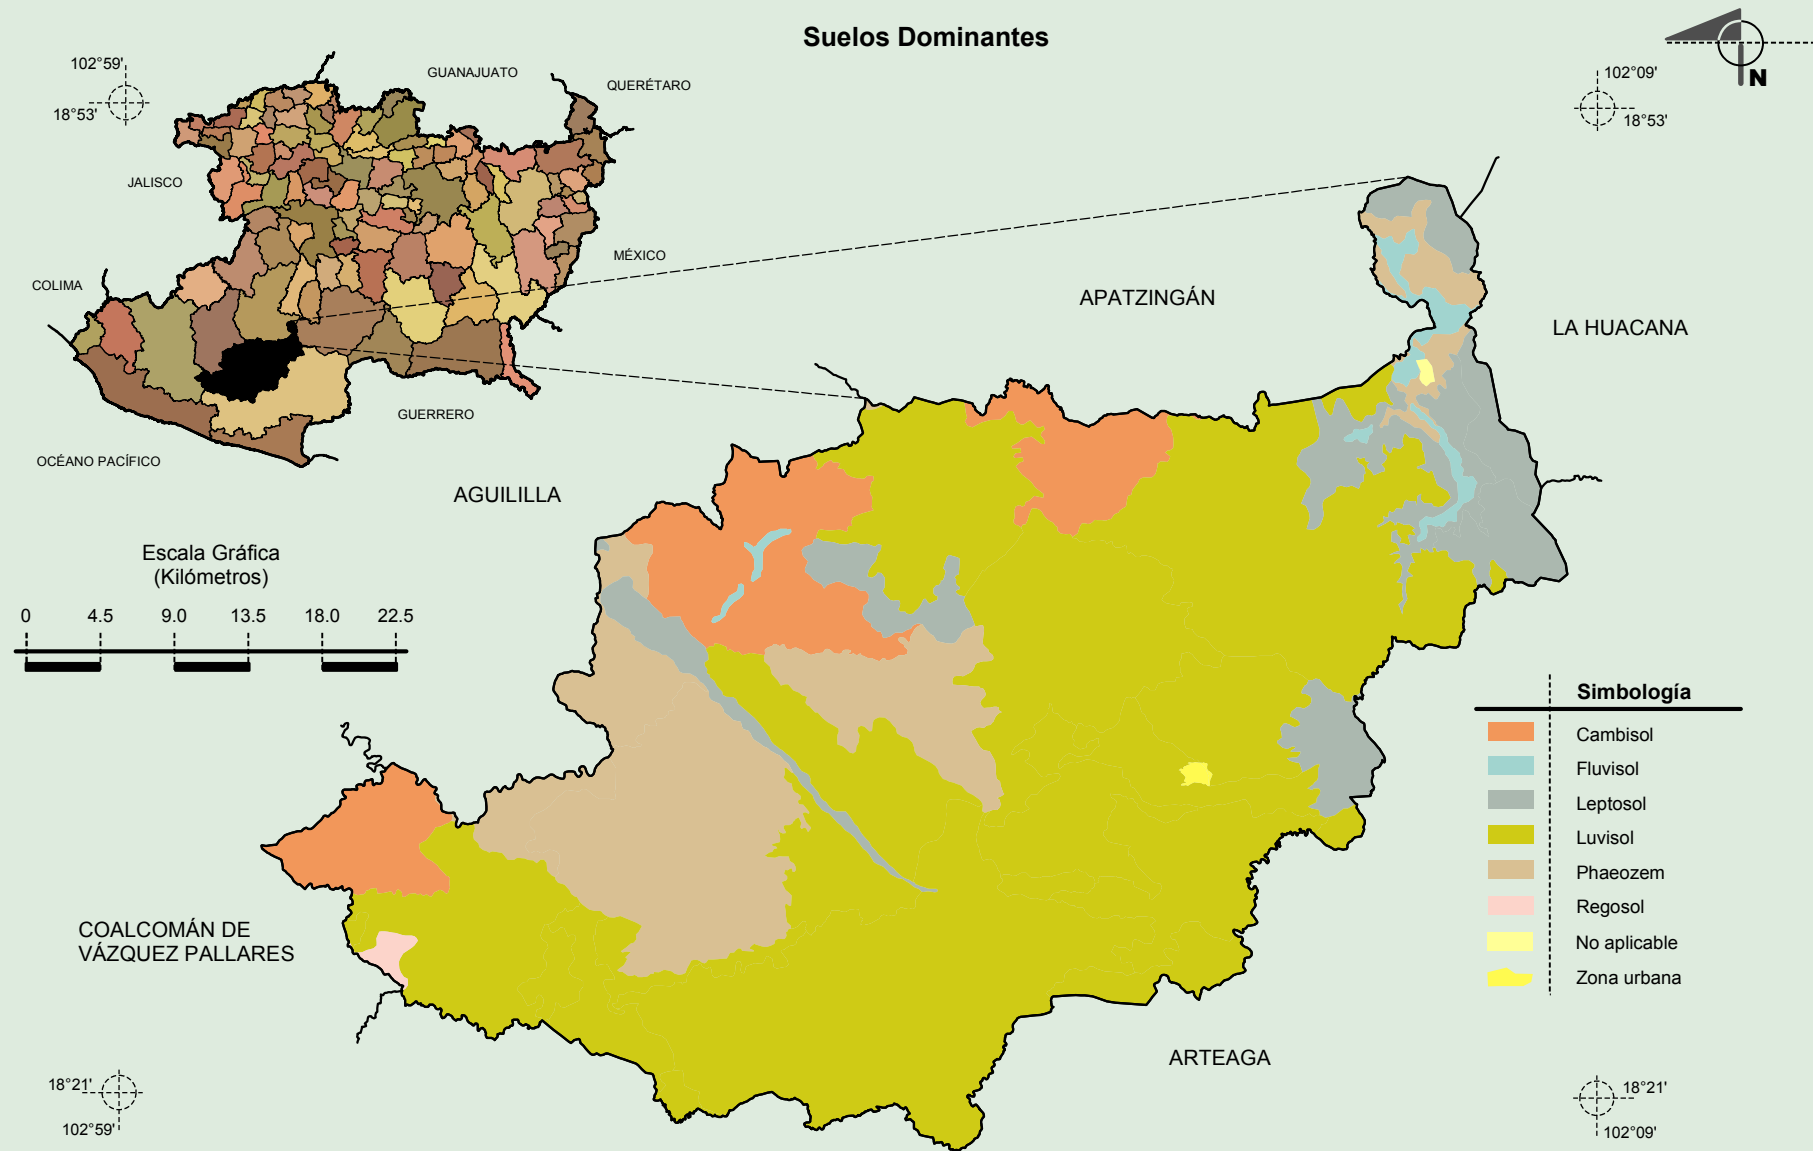 Suelos Dominantes
N
102°59'
18°53'
102°09'
18°53'
GUANAJUATO
QUERÉTARO
JALISCO
MÉXICO
COLIMA
GUERRERO
OCÉANO PACÍFICO
APATZINGÁN
LA HUACANA
AGUILILLA
Escala Gráfica
(Kilómetros)
0 4.5 9.0 13.5 18.0 22.5
Simbología
Cambisol
Fluvisol
Leptosol
Luvisol
Phaeozem
Regosol
No aplicable
Zona urbana
COALCOMÁN DE
VÁZQUEZ PALLARES
ARTEAGA
18°21'
102°59'
18°21'
102°09'